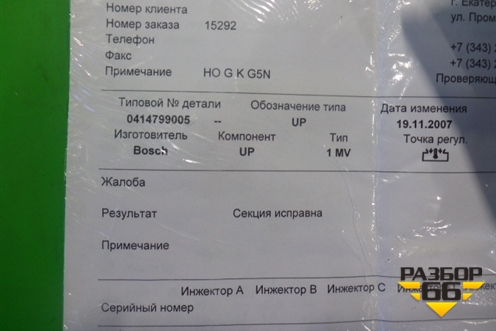 Номер клиента
Номер заказа 15292
Телефон
Факс
Примечание HO G K G5N
г. Екате
ул. Пром
+7 (343) 2
+7 (343) 2
Проверяющ
Типовой № детали Обозначение типа Дата изменения
0414799005 -- UP 19.11.2007
Изготовитель Компонент Тип Точка регул.
Bosch UP 1 MV
Жалоба
Результат Секция исправна
Примечание
Инжектор A Инжектор B Инжектор C
Серийный номер
РАЗБОР
66